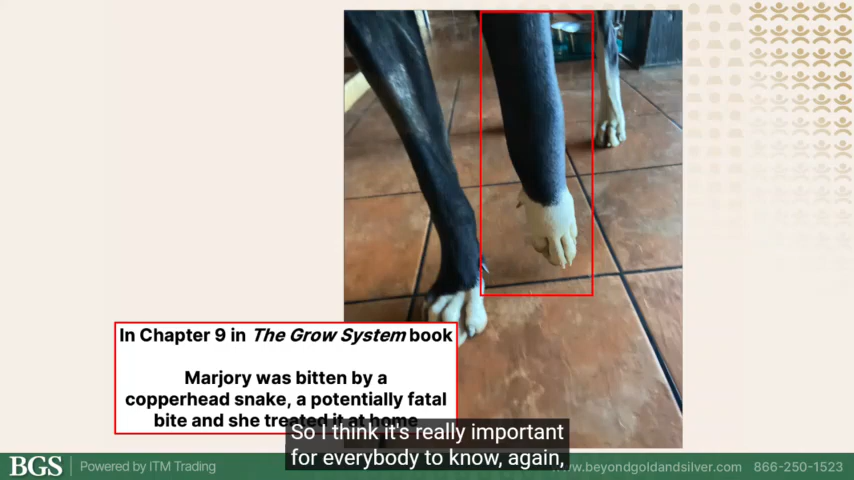 In Chapter 9 in The Grow System book
Marjory was bitten by a
copperhead snake, a potentially fatal
bite and she treated it at home
So I think it's really important
for everybody to know, again,
BGS
Powered by ITM Trading
www.beyondgoldandsilver.com
866-250-1523